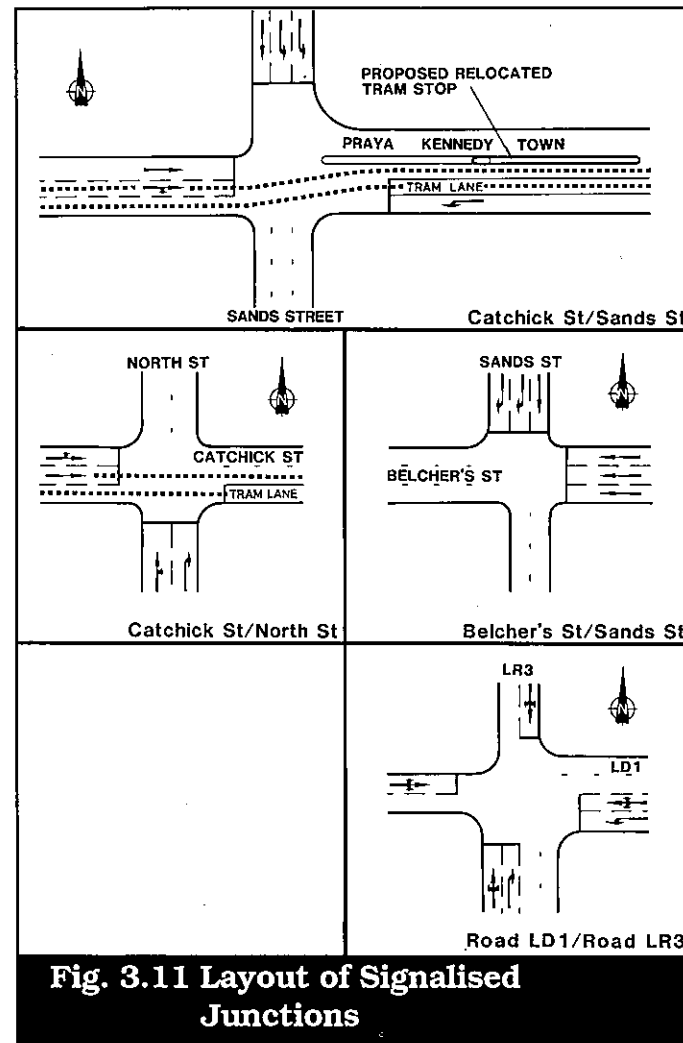 N
PROPOSED RELOCATED
TRAM STOP
PRAYA KENNEDY TOWN
TRAM LANE
SANDS STREET
Catchick St/Sands St
NORTH ST
N
CATCHICK ST
TRAM LANE
Catchick St/North St
SANDS ST
N
BELCHER'S ST
Belcher's St/Sands St
LR3
N
LD1
Road LD1/Road LR3
Fig. 3.11 Layout of Signalised
Junctions